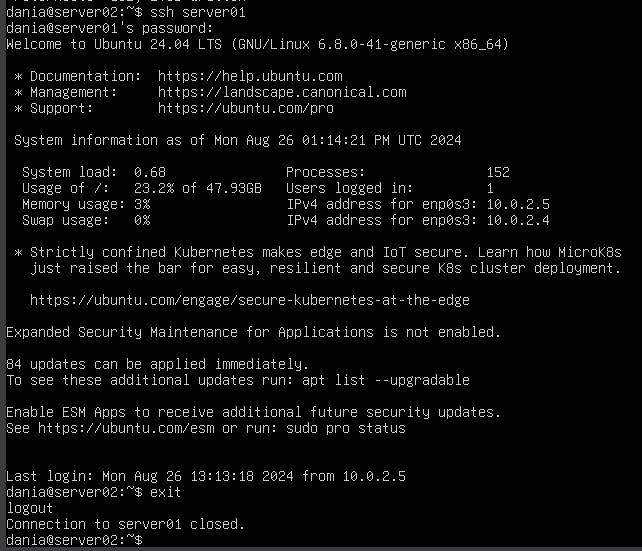 dania@server02:~$ ssh server01
dania@server01's password:
Welcome to Ubuntu 24.04 LTS (GNU/Linux 6.8.0-41-generic x86_64)
* Documentation: https://help.ubuntu.com
* Management: https://landscape.canonical.com
* Support: https://ubuntu.com/pro
System information as of Mon Aug 26 01:14:21 PM UTC 2024
System load: 0.68 Processes: 152
Usage of /: 23.2% of 47.93GB Users logged in: 1
Memory usage: 3% IPv4 address for enp0s3: 10.0.2.5
Swap usage: 0% IPv4 address for enp0s3: 10.0.2.4
* Strictly confined Kubernetes makes edge and IoT secure. Learn how MicroK8s
just raised the bar for easy, resilient and secure K8s cluster deployment.
https://ubuntu.com/engage/secure-kubernetes-at-the-edge
Expanded Security Maintenance for Applications is not enabled.
84 updates can be applied immediately.
To see these additional updates run: apt list --upgradable
Enable ESM Apps to receive additional future security updates.
See https://ubuntu.com/esm or run: sudo pro status
Last login: Mon Aug 26 13:13:18 2024 from 10.0.2.5
dania@server02:~$ exit
logout
Connection to server01 closed.
dania@server02:~$